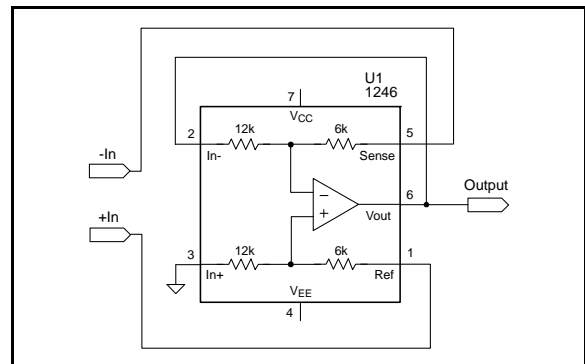 U1
1246
7
VCC
2
12k
6k
5
In-
Sense
-In
−
Output
6
+In
+
Vout
3
12k
6k
1
In+
Ref
VEE
4